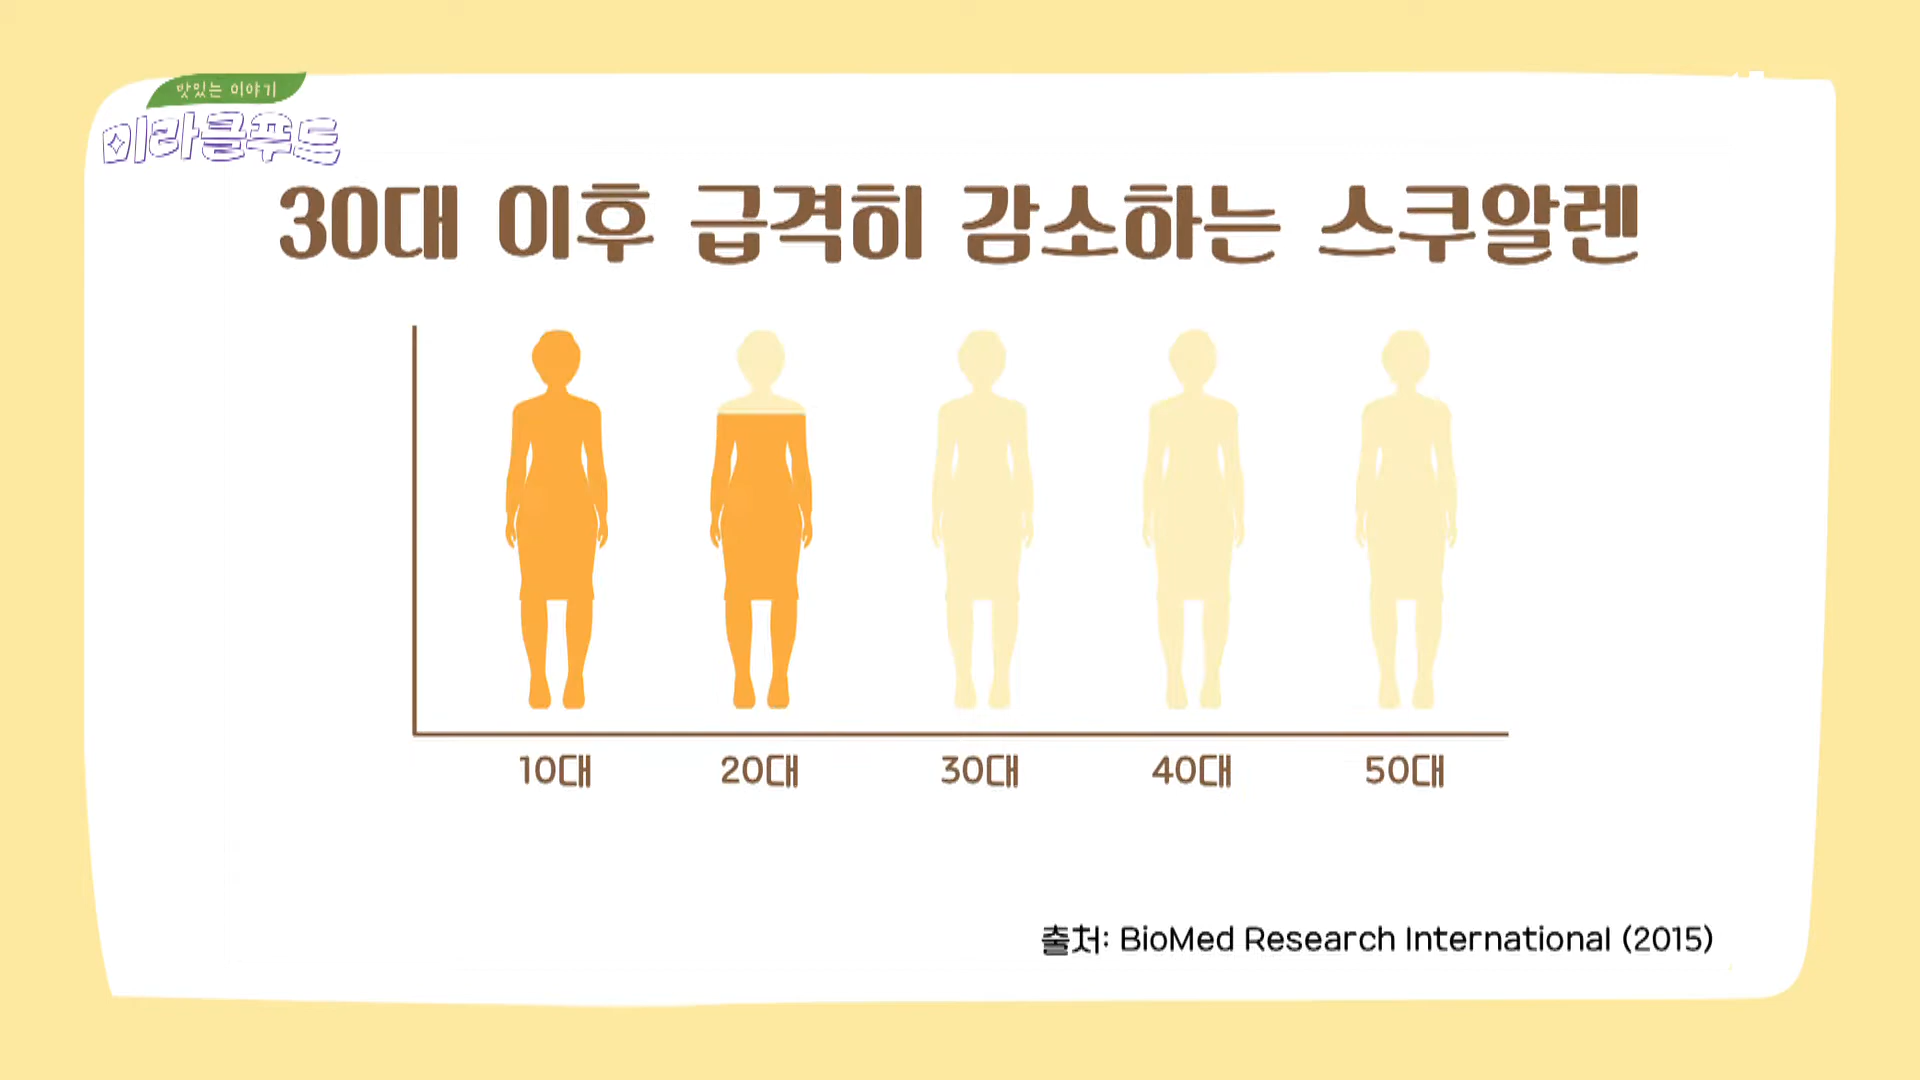 맛있는 이야기
미라클푸드
30대 이후 급격히 감소하는 스쿠알렌
10대 20대 30대 40대 50대
출처: BioMed Research International (2015)